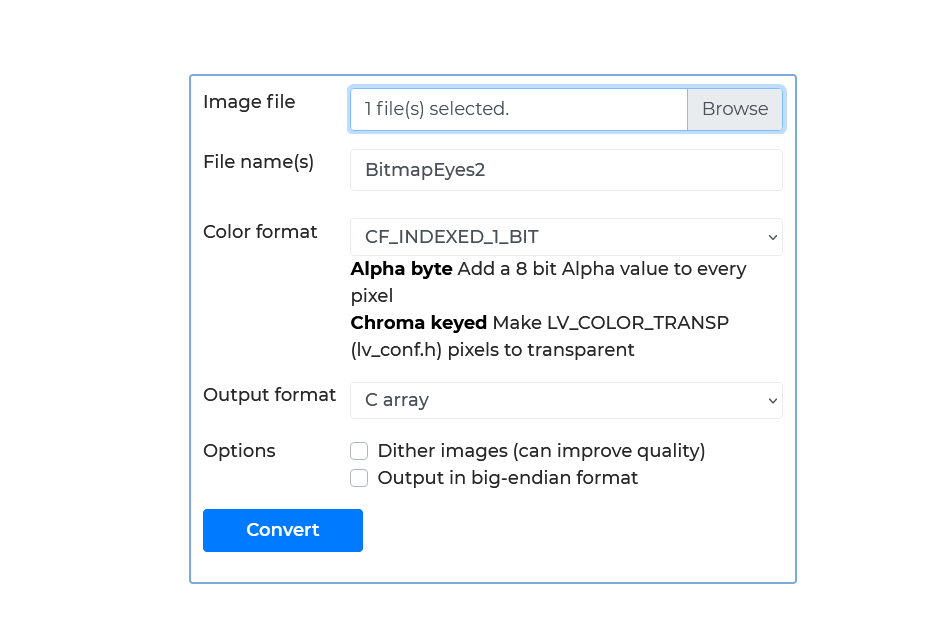 Image file
1 file(s) selected.
Browse
File name(s)
BitmapEyes2
Color format
CF_INDEXED_1_BIT
Alpha byte Add a 8 bit Alpha value to every
pixel
Chroma keyed Make LV_COLOR_TRANSP
(lv_conf.h) pixels to transparent
Output format
C array
Options
Dither images (can improve quality)
Output in big-endian format
Convert